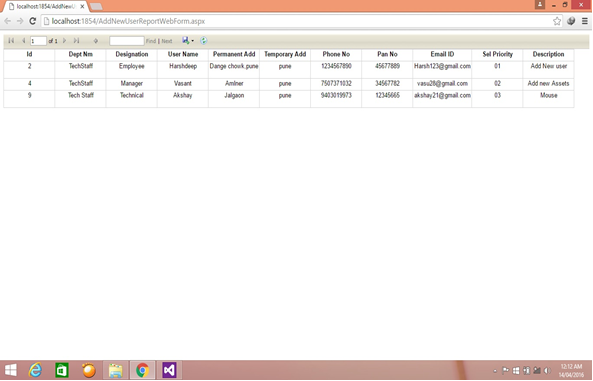 localhost:1854/AddNewU
localhost:1854/AddNewUserReportWebForm.aspx
1 of 1 Find | Next
Id Dept Nm Designation User Name Permanent Add Temporary Add Phone No Pan No Email ID Sel Priority Description
2 TechStaff Employee Harshdeep Dange chowk,pune pune 1234567890 45677889 Harsh123@gmail.com 01 Add New user
4 TechStaff Manager Vasant Amlner pune 7507371032 34567782 vasu28@gmail.com 02 Add new Assets
9 Tech Staff Technical Akshay Jalgaon pune 9403019973 12345665 akshay21@gmail.com 03 Mouse
12:12 AM
14/04/2016